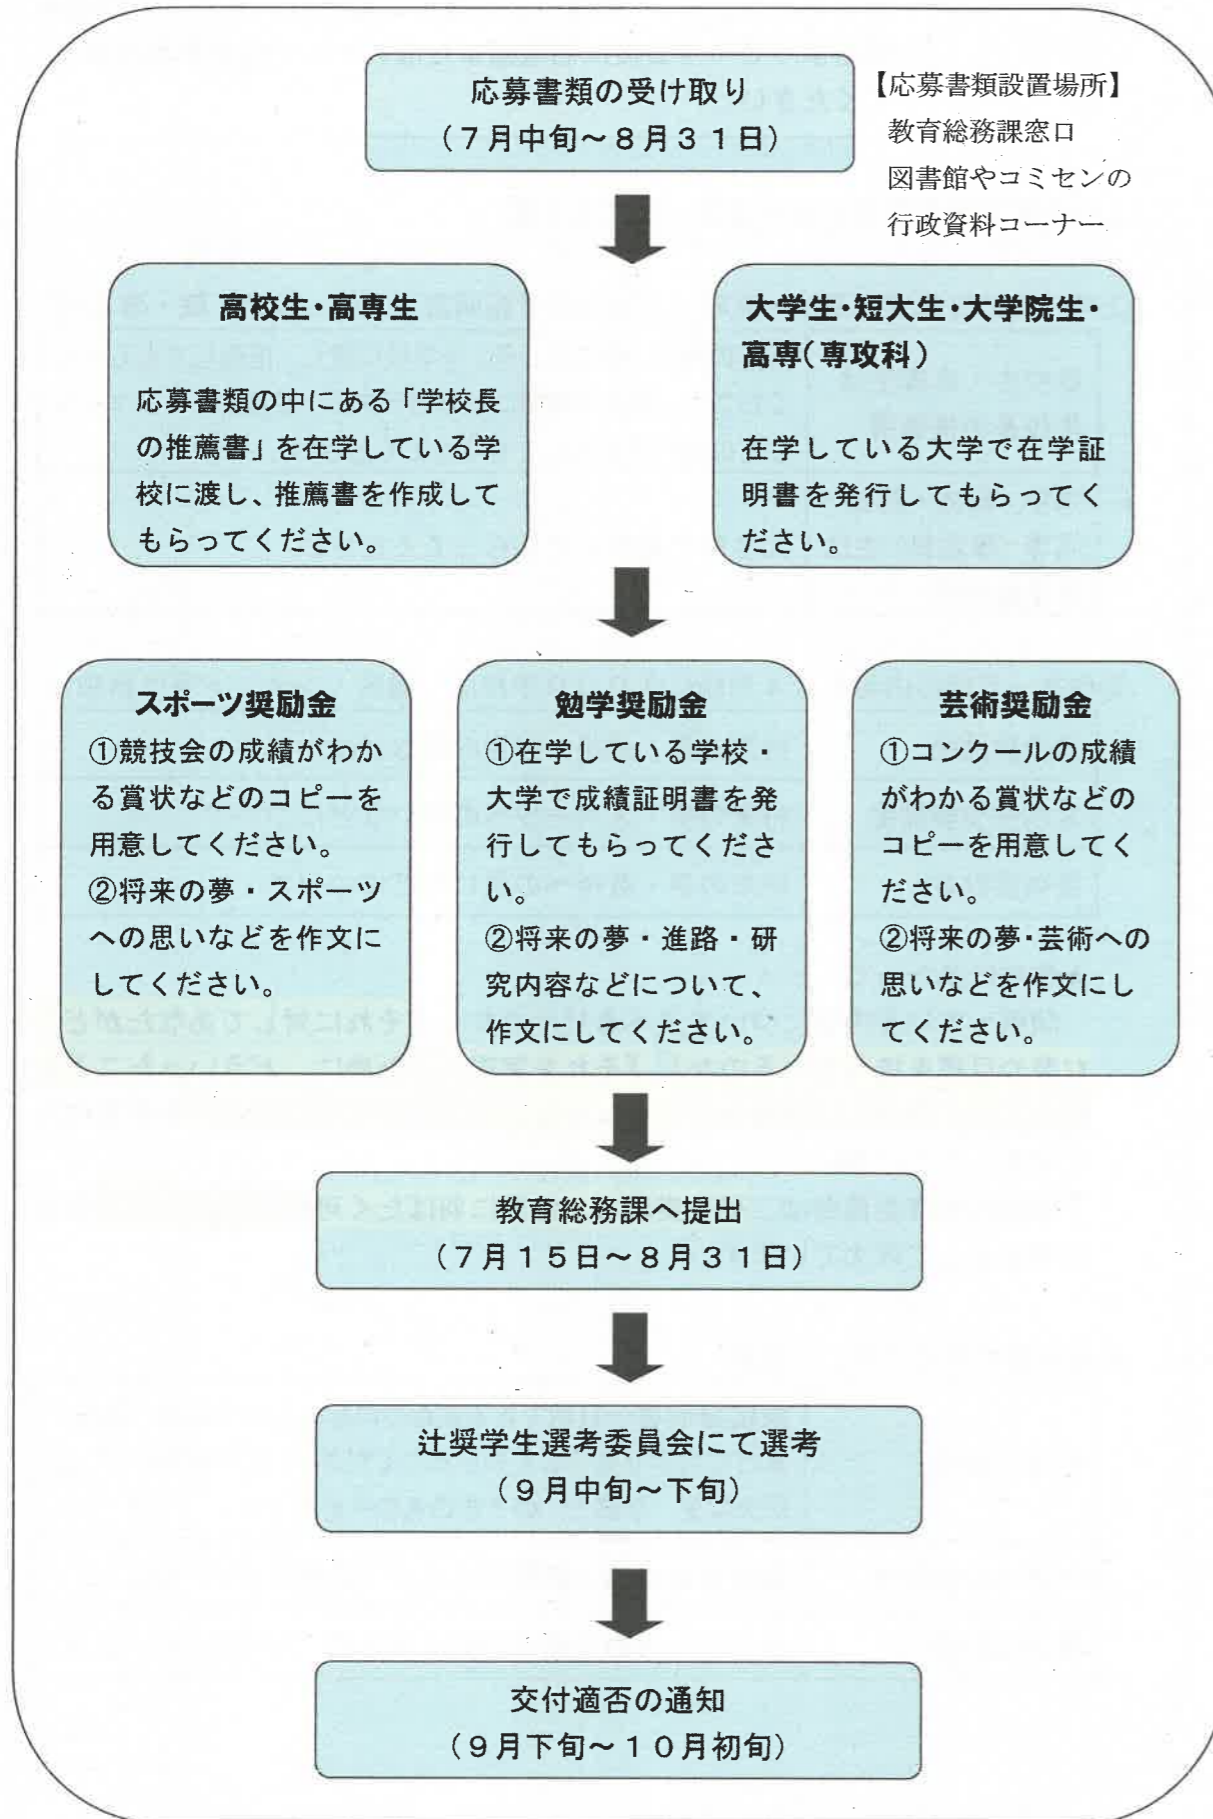 応募書類の受け取り
（７月中旬～８月３１日）
【応募書類設置場所】
教育総務課窓口
図書館やコミセンの
行政資料コーナー
高校生・高専生
応募書類の中にある「学校長
の推薦書」を在学している学
校に渡し、推薦書を作成して
もらってください。
大学生・短大生・大学院生・
高専（専攻科）
在学している大学で在学証
明書を発行してもらってく
ださい。
スポーツ奨励金
①競技会の成績がわか
る賞状などのコピーを
用意してください。
②将来の夢・スポーツ
への思いなどを作文に
してください。
勉学奨励金
①在学している学校・
大学で成績証明書を発
行してもらってくださ
い。
②将来の夢・進路・研
究内容などについて、
作文にしてください。
芸術奨励金
①コンクールの成績
がわかる賞状などの
コピーを用意してく
ださい。
②将来の夢・芸術への
思いなどを作文にし
てください。
教育総務課へ提出
（７月１５日～８月３１日）
辻奨学生選考委員会にて選考
（９月中旬～下旬）
交付適否の通知
（９月下旬～１０月初旬）